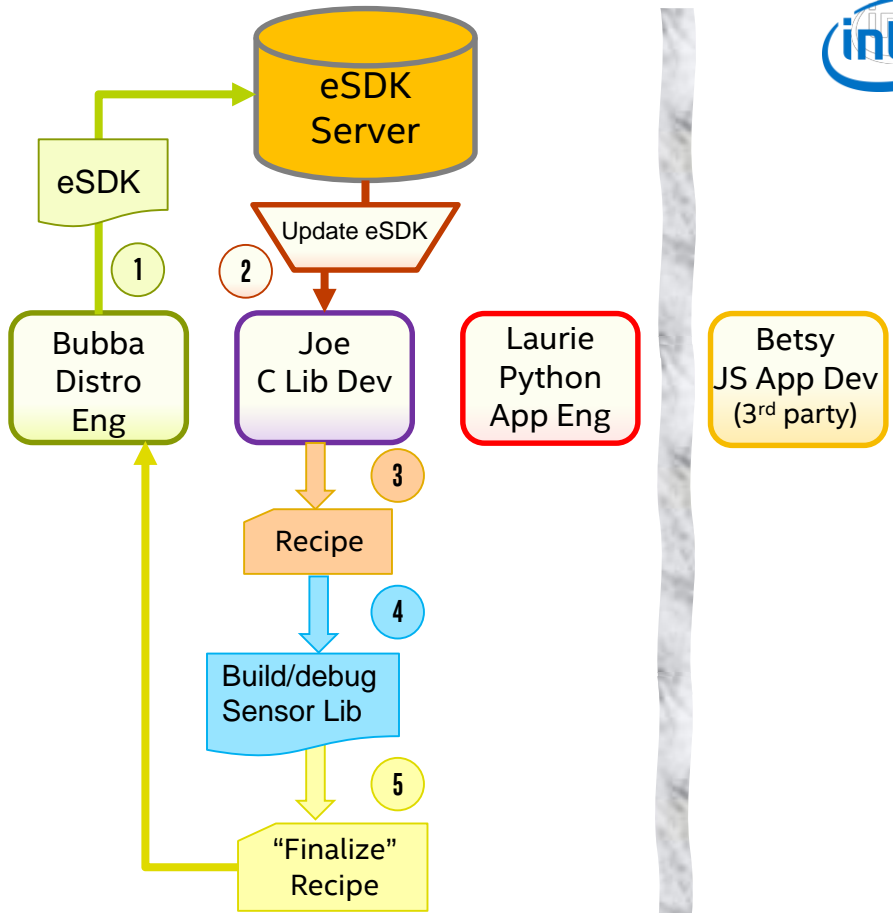 eSDK
Server
eSDK
Update eSDK
1
2
Bubba
Distro
Eng
Joe
C Lib Dev
Laurie
Python
App Eng
Betsy
JS App Dev
(3rd party)
3
Recipe
4
Build/debug
Sensor Lib
5
“Finalize”
Recipe